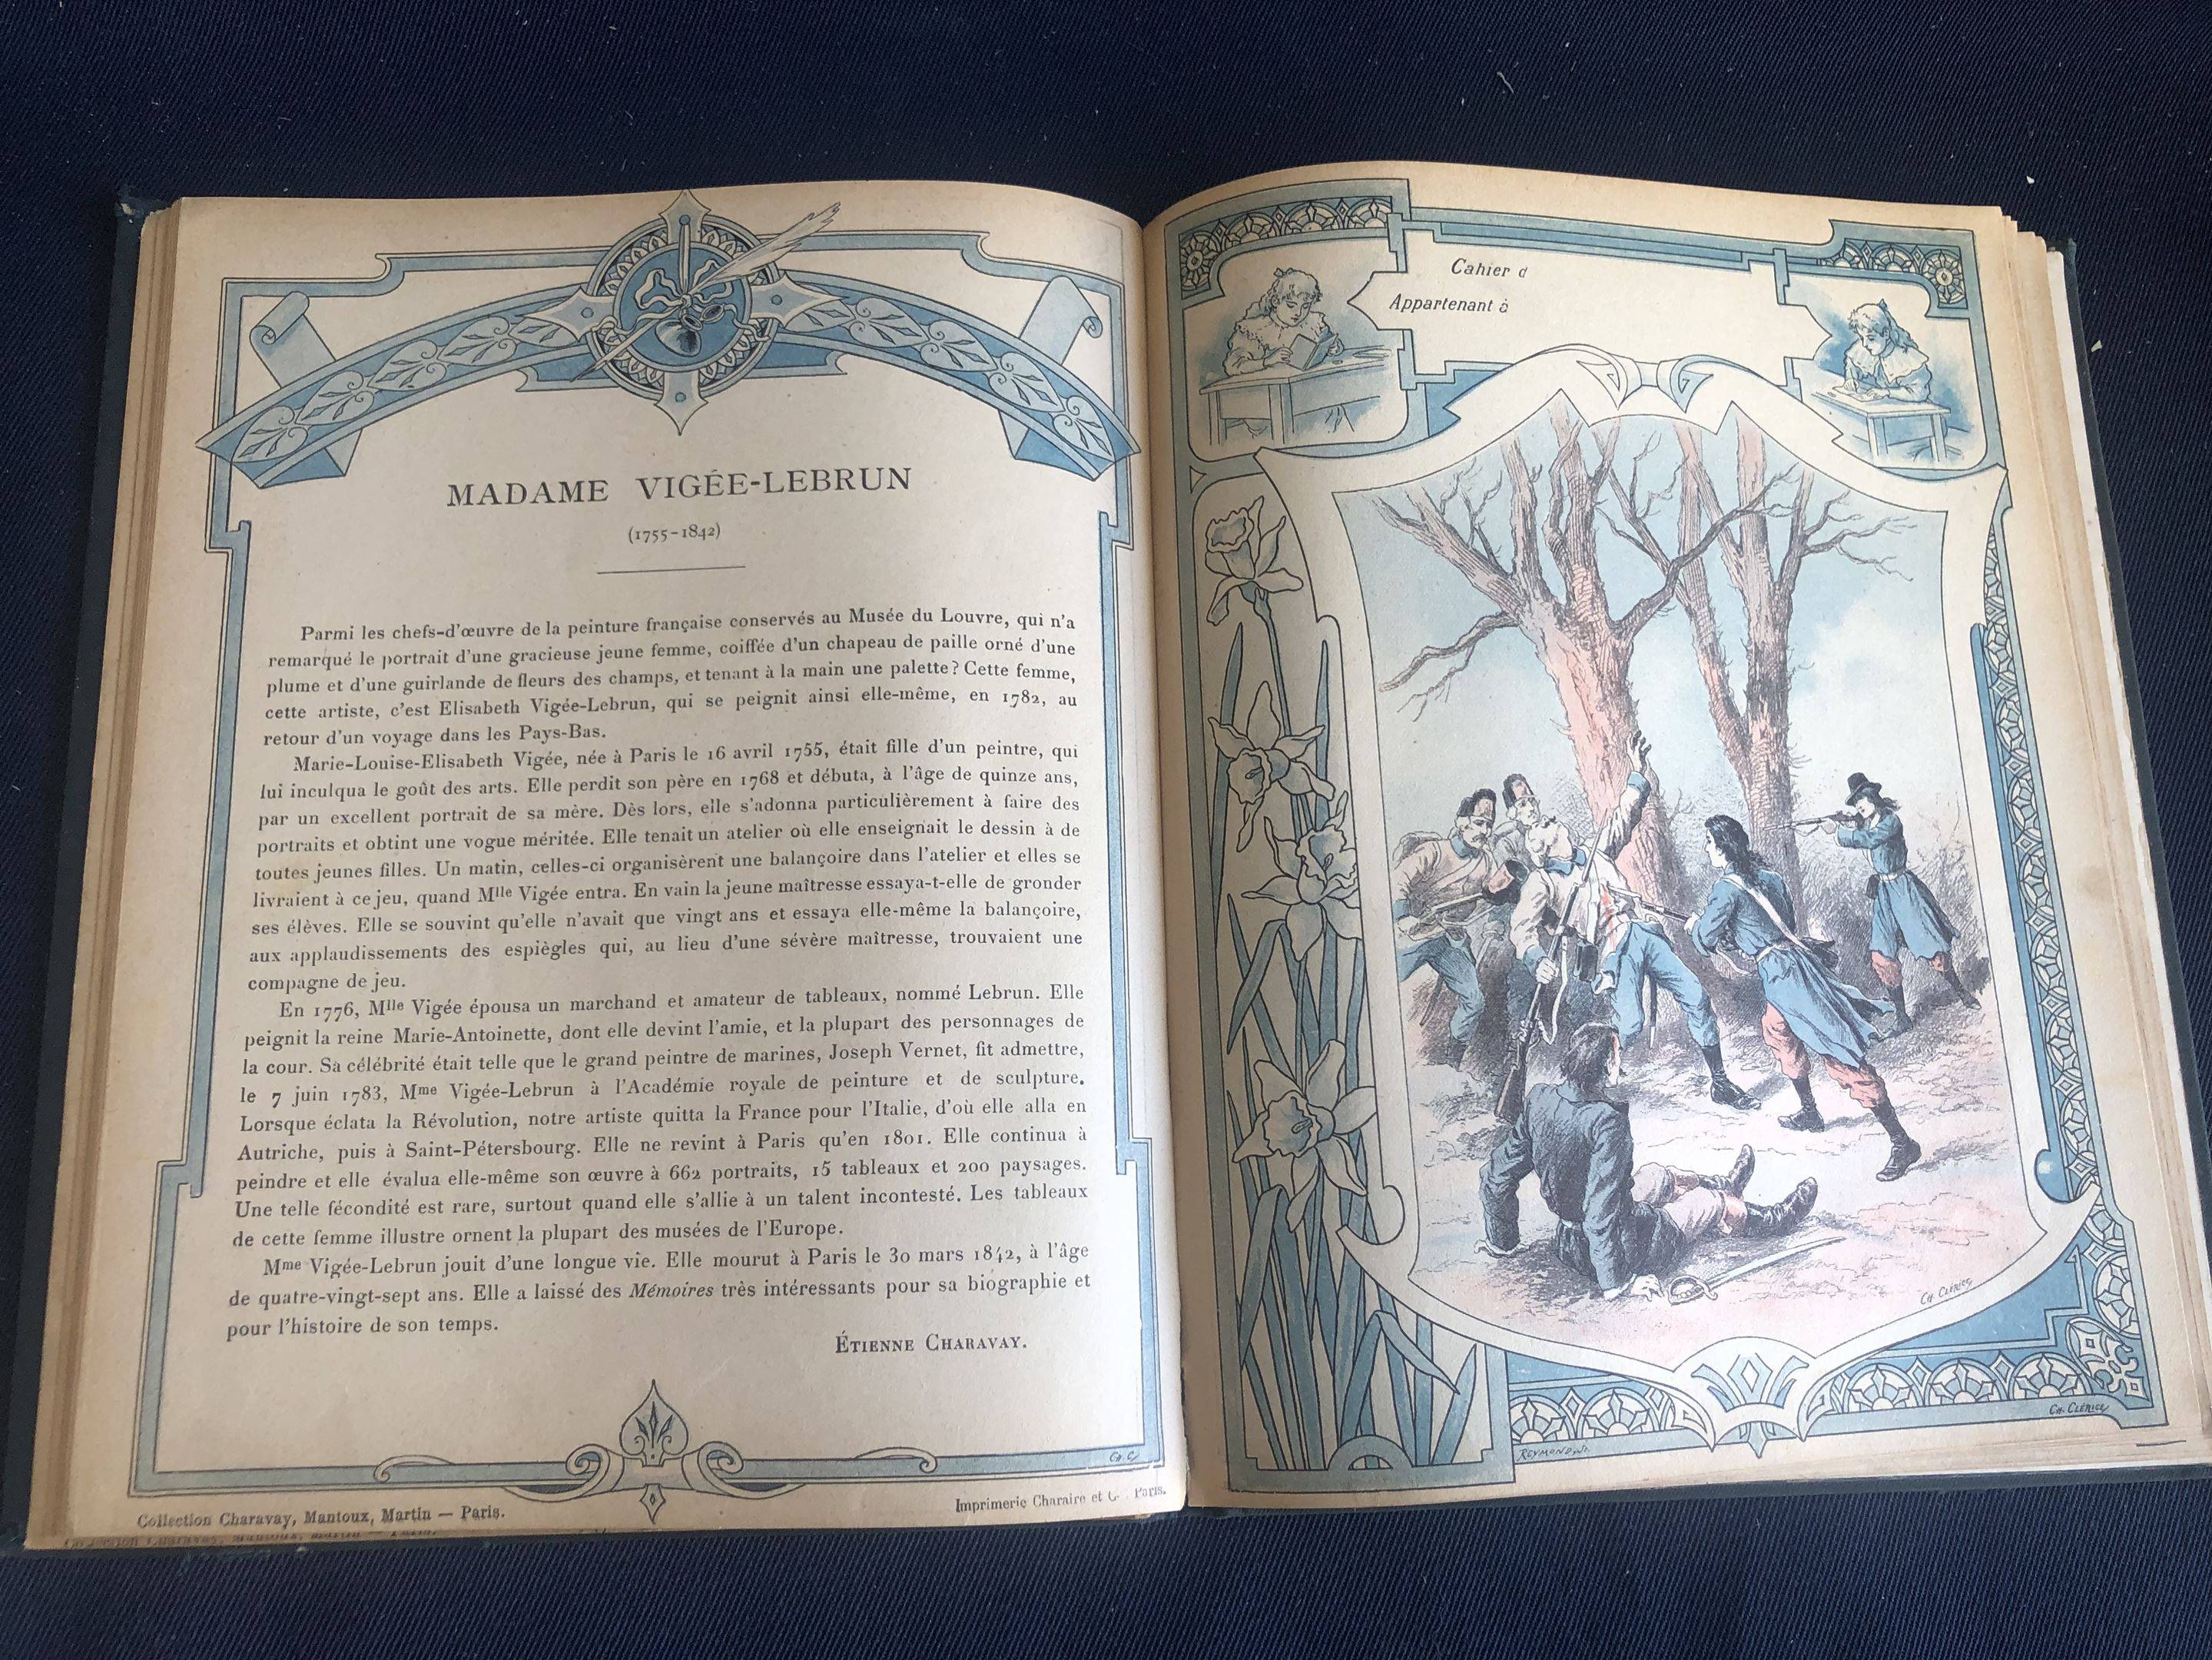 MADAME VIGÉE-LEBRUN
(1755-1842)
Parmi les chefs-d'œuvre de la peinture française conservés au Musée du Louvre, qui n'a
remarqué le portrait d'une gracieuse jeune femme, coiffée d'un chapeau de paille orné d'une
plume et d'une guirlande de fleurs des champs, et tenant à la main une palette? Cette femme,
cette artiste, c'est Elisabeth Vigée-Lebrun, qui se peignit ainsi elle-même, en 1782, au
retour d'un voyage dans les Pays-Bas.
Marie-Louise-Elisabeth Vigée, née à Paris le 16 avril 1755, était fille d'un peintre, qui
lui inculqua le goût des arts. Elle perdit son père en 1768 et débuta, à l'âge de quinze ans,
par un excellent portrait de sa mère. Dès lors, elle s'adonna particulièrement à faire des
portraits et obtint une vogue méritée. Elle tenait un atelier où elle enseignait le dessin à de
toutes jeunes filles. Un matin, celles-ci organisèrent une balançoire dans l'atelier et elles se
livraient à ce jeu, quand Mlle Vigée entra. En vain la jeune maîtresse essaya-t-elle de gronder
ses élèves. Elle se souvint qu'elle n'avait que vingt ans et essaya elle-même la balançoire,
aux applaudissements des espiègles qui, au lieu d'une sévère maîtresse, trouvaient une
compagne de jeu.
En 1776, Mlle Vigée épousa un marchand et amateur de tableaux, nommé Lebrun. Elle
peignit la reine Marie-Antoinette, dont elle devint l'amie, et la plupart des personnages de
la cour. Sa célébrité était telle que le grand peintre de marines, Joseph Vernet, fit admettre,
le 7 juin 1783, Mme Vigée-Lebrun à l'Académie royale de peinture et de sculpture.
Lorsque éclata la Révolution, notre artiste quitta la France pour l'Italie, d'où elle alla en
Autriche, puis à Saint-Pétersbourg. Elle ne revint à Paris qu'en 1801. Elle continua à
peindre et elle évalua elle-même son œuvre à 662 portraits, 15 tableaux et 200 paysages.
Une telle fécondité est rare, surtout quand elle s'allie à un talent incontesté. Les tableaux
de cette femme illustre ornent la plupart des musées de l'Europe.
Mme Vigée-Lebrun jouit d'une longue vie. Elle mourut à Paris le 30 mars 1842, à l'âge
de quatre-vingt-sept ans. Elle a laissé des Mémoires très intéressants pour sa biographie et
pour l'histoire de son temps.
ÉTIENNE CHARAVAY.
CH. C.
Collection Charavay, Mantoux, Martin — Paris.
Imprimerie Charaire et Paris.
Cahier d
Appartenant à
CH. CLÉRICE
CH. CLÉRICE
REYMOND